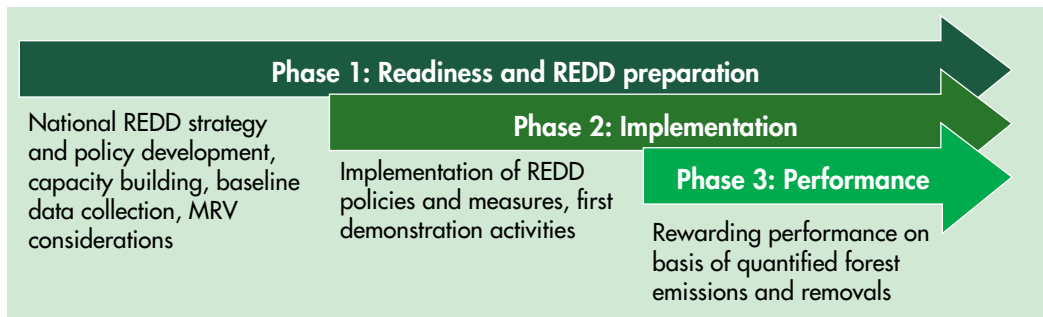 Phase 1: Readiness and REDD preparation
National REDD strategy
and policy development,
capacity building, baseline
data collection, MRV
considerations
Phase 2: Implementation
Implementation of REDD
policies and measures, first
demonstration activities
Phase 3: Performance
Rewarding performance on
basis of quantified forest
emissions and removals